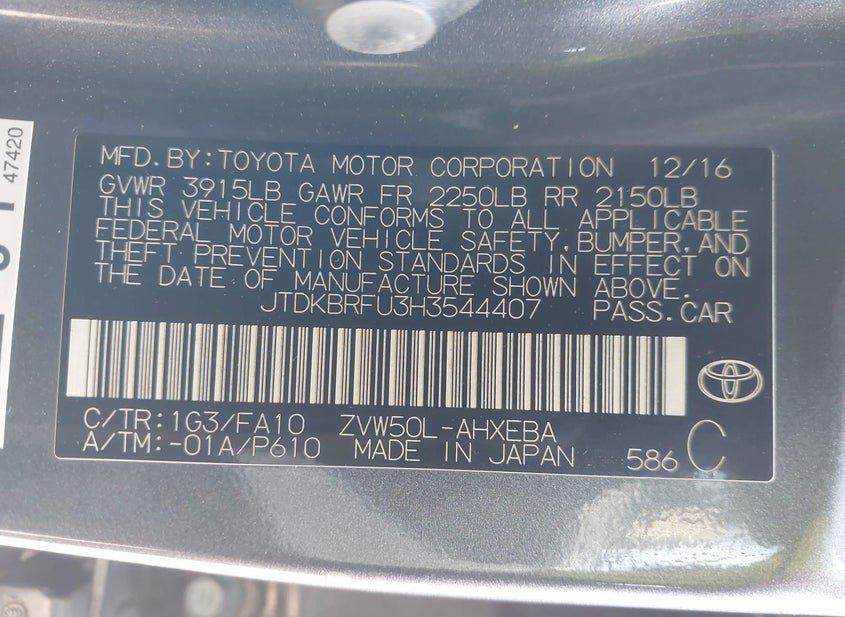 MFD.BY:TOYOTA MOTOR CORPORATION 12/16
GVWR 3915LB GAWR FR 2250LB RR 2150LB
THIS VEHICLE CONFORMS TO ALL APPLICABLE
FEDERAL MOTOR VEHICLE SAFETY,BUMPER,AND
THEFT PREVENTION STANDARDS IN EFFECT ON
THE DATE OF MANUFACTURE SHOWN ABOVE.
JTDKBRFU3H3544407 PASS.CAR
C/TR:1G3/FA10 ZVW50L-AHXEBA
A/TM:-01A/P610 MADE IN JAPAN 586 C
47420